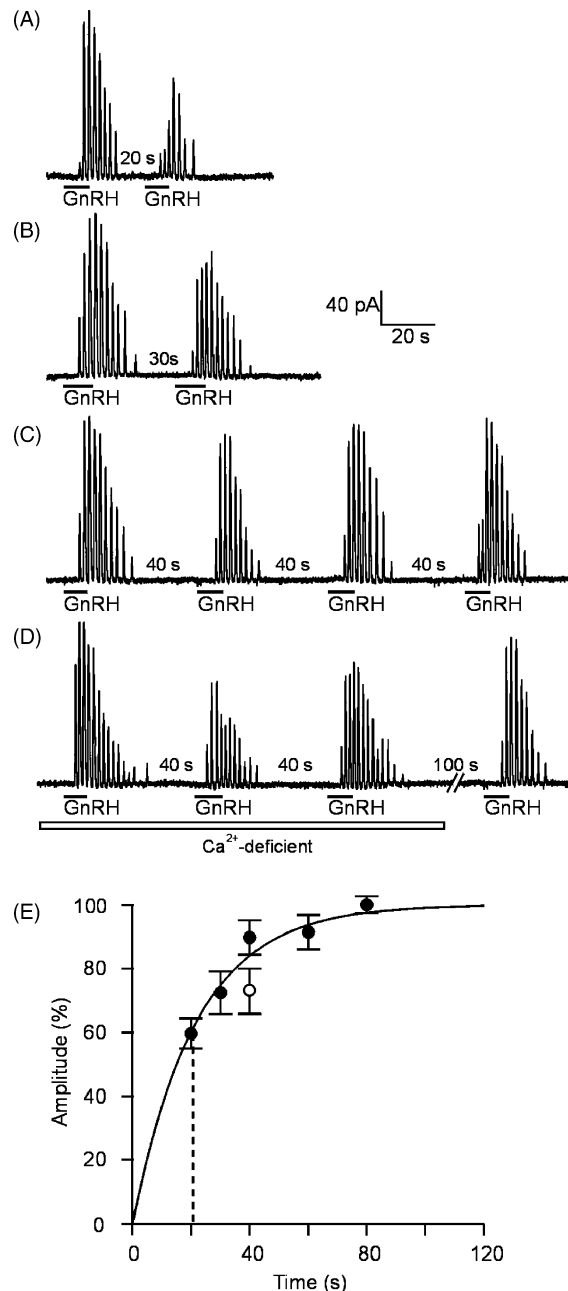 (A)
20 s
GnRH GnRH
(B)
40 pA
20 s
30s
GnRH GnRH
(C)
40 s 40 s 40 s
GnRH GnRH GnRH GnRH
(D)
40 s 40 s 100 s
GnRH GnRH GnRH GnRH
Ca²⁺-deficient
(E)
100
80
60
40
20
0
Amplitude (%)
0 40 80 120
Time (s)